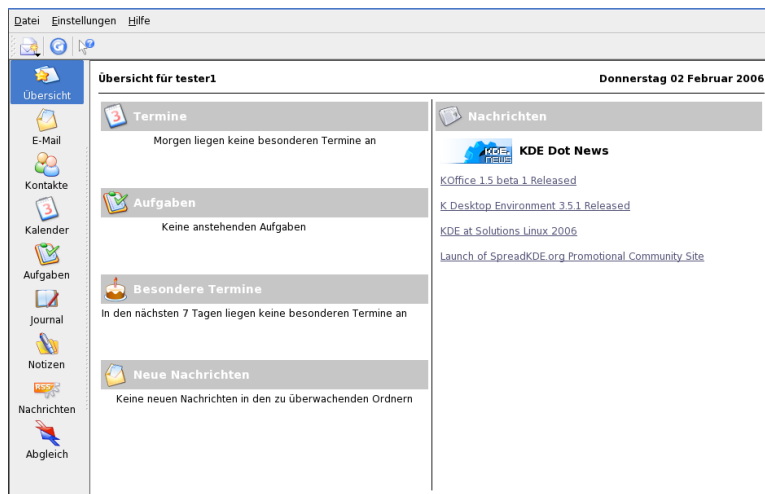 Datei Einstellungen Hilfe
Übersicht
E-Mail
Kontakte
Kalender
Aufgaben
Journal
Notizen
Nachrichten
Abgleich
Übersicht für tester1
Donnerstag 02 Februar 2006
Termine
Morgen liegen keine besonderen Termine an
Aufgaben
Keine anstehenden Aufgaben
Besondere Termine
In den nächsten 7 Tagen liegen keine besonderen Termine an
Neue Nachrichten
Keine neuen Nachrichten in den zu überwachenden Ordnern
Nachrichten
KDE Dot News
KOffice 1.5 beta 1 Released
K Desktop Environment 3.5.1 Released
KDE at Solutions Linux 2006
Launch of SpreadKDE.org Promotional Community Site